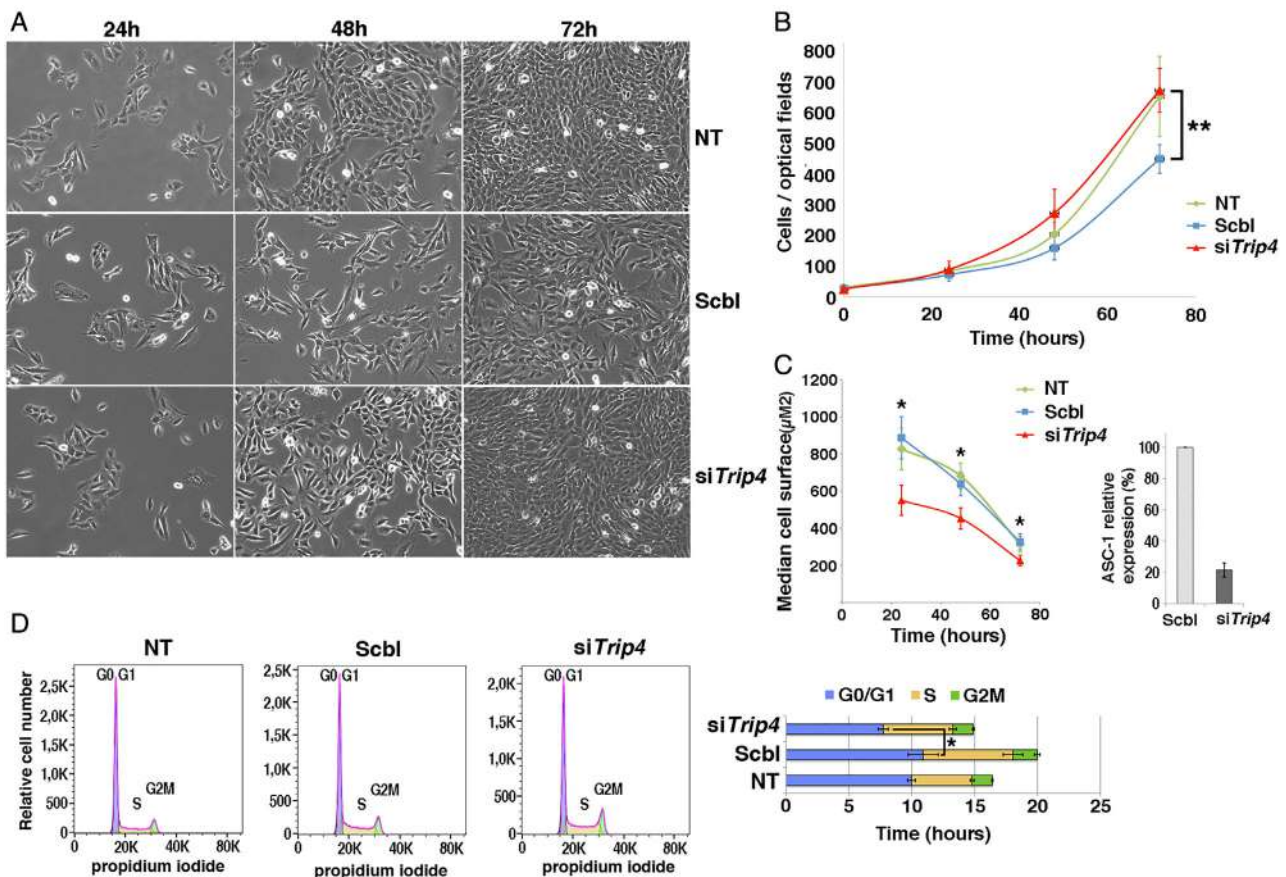 A
24h 48h 72h
NT
Scbl
siTrip4
B
800
700
600
500
400
300
200
100
0
Cells / optical fields
**
NT
Scbl
siTrip4
0 20 40 60 80
Time (hours)
C
1200
1000
800
600
400
200
Median cell surface(µM2)
* * *
NT
Scbl
siTrip4
0 20 40 60 80
Time (hours)
100
80
60
40
20
0
ASC-1 relative
expression (%)
Scbl siTrip4
D
NT
Relative cell number
2,5K
2,0K
1,5K
1,0K
500
0
G0 G1
S
G2M
20K 40K 80K
propidium iodide
Scbl
2,5K
2,0K
1,5K
1,0K
500
0
G0 G1
S
G2M
20K 40K 80K
propidium iodide
siTrip4
2,0K
1,5K
1,0K
500
0
G0 G1
S
G2M
20K 40K 80K
propidium iodide
G0/G1 S G2M
siTrip4
*
Scbl
NT
0 5 10 15 20 25
Time (hours)